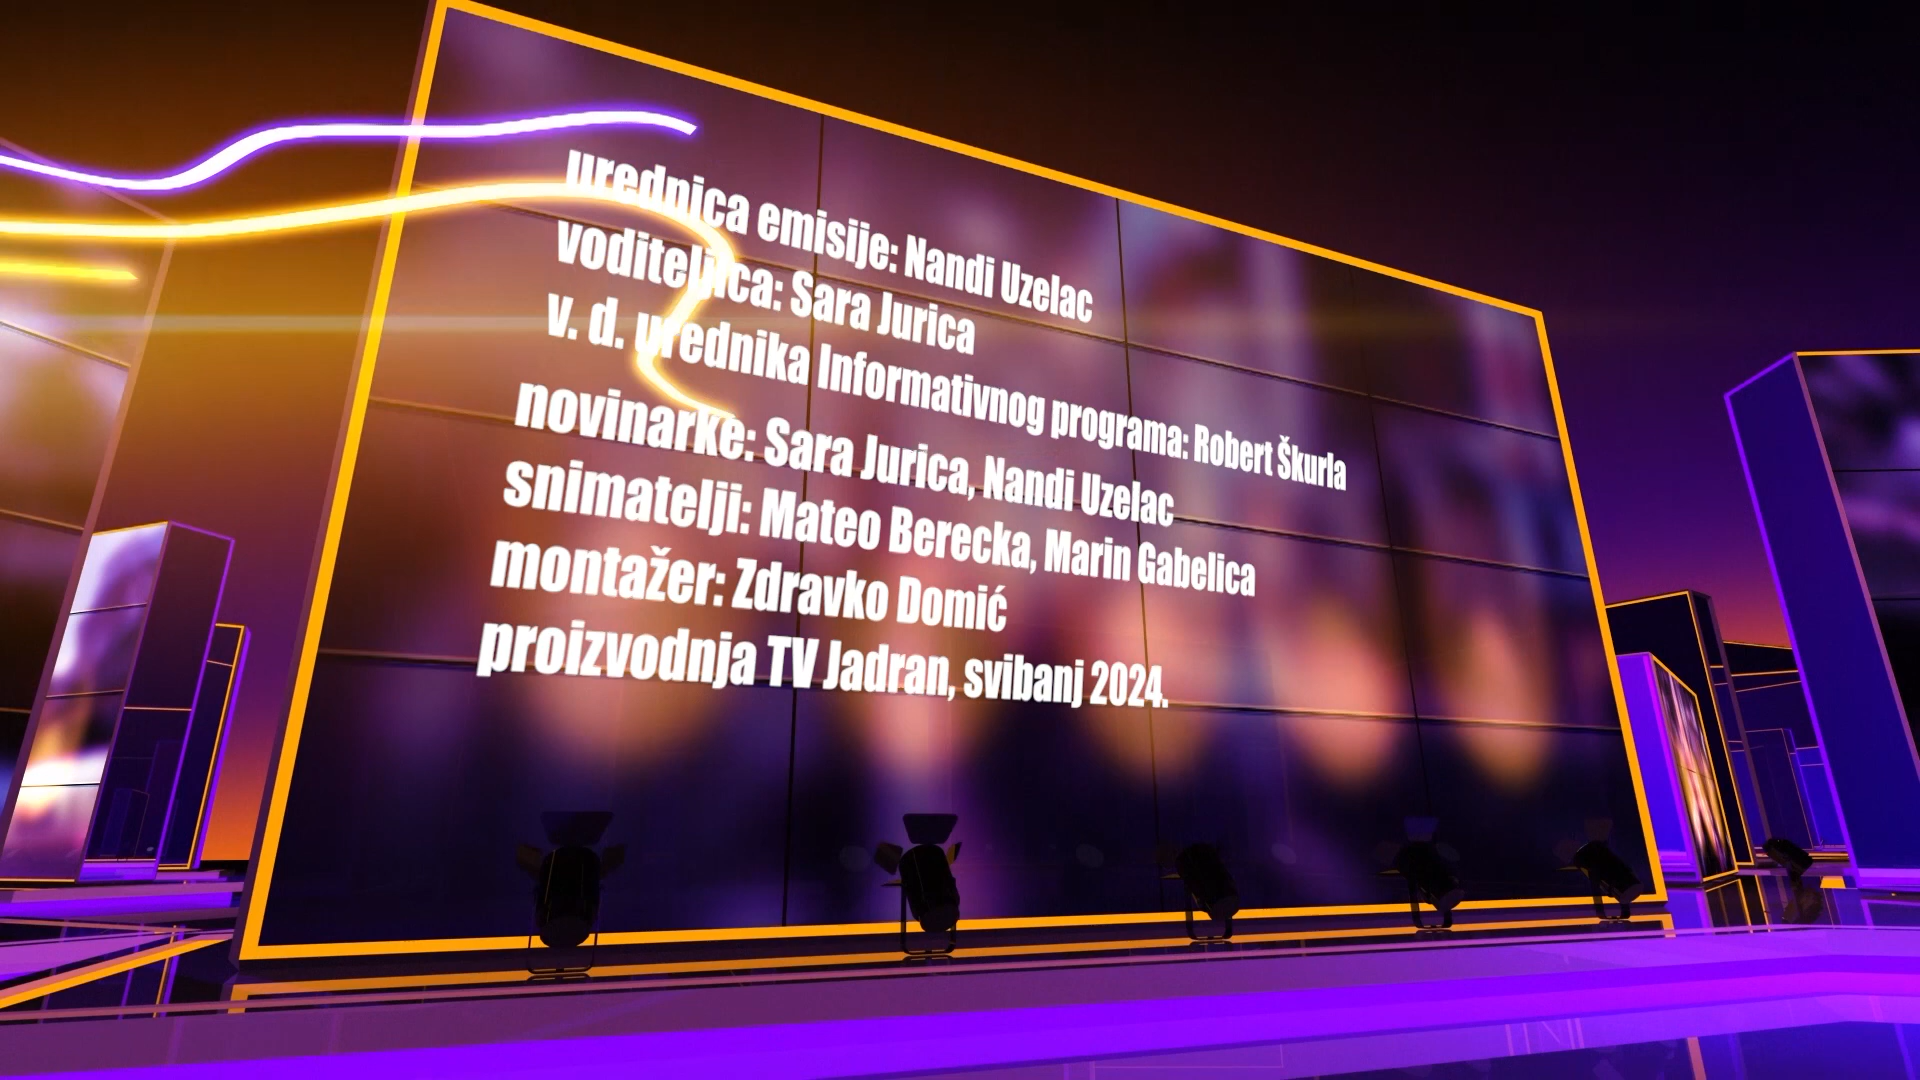 urednica emisije: Nandi Uzelac
voditeljica: Sara Jurica
v. d. urednika Informativnog programa: Robert Škurla
novinarke: Sara Jurica, Nandi Uzelac
snimatelji: Mateo Berecka, Marin Gabelica
montažer: Zdravko Domić
proizvodnja TV Jadran, svibanj 2024.